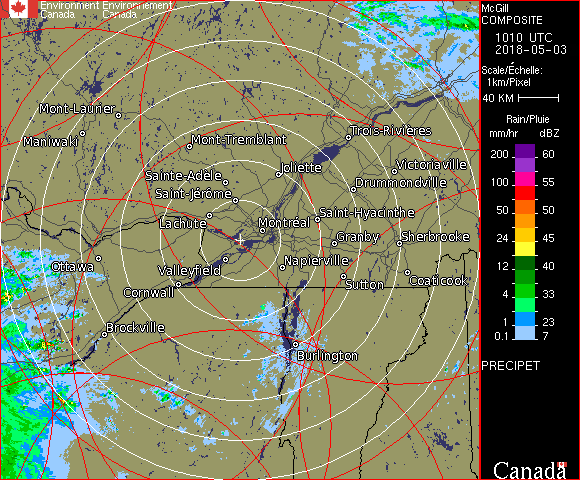 Environment Environnement
Canada Canada
McGill
COMPOSITE
1010 UTC
2018-05-03
Scale/Échelle:
1km/Pixel
40 KM
Rain/Pluie
mm/hr dBZ
200 60
100 55
50 50
24 45
12 40
4 33
1 23
0.1 7
PRECIPET
Canada
Mont-Laurier
Maniwaki
Mont-Tremblant
Trois-Rivières
Joliette
Victoriaville
Sainte-Adèle
Drummondville
Saint-Jérôme
Lachute
Saint-Hyacinthe
Montréal
Granby
Sherbrooke
Ottawa
Valleyfield
Napierville
Cornwall
Sutton
Coaticook
Brockville
Burlington